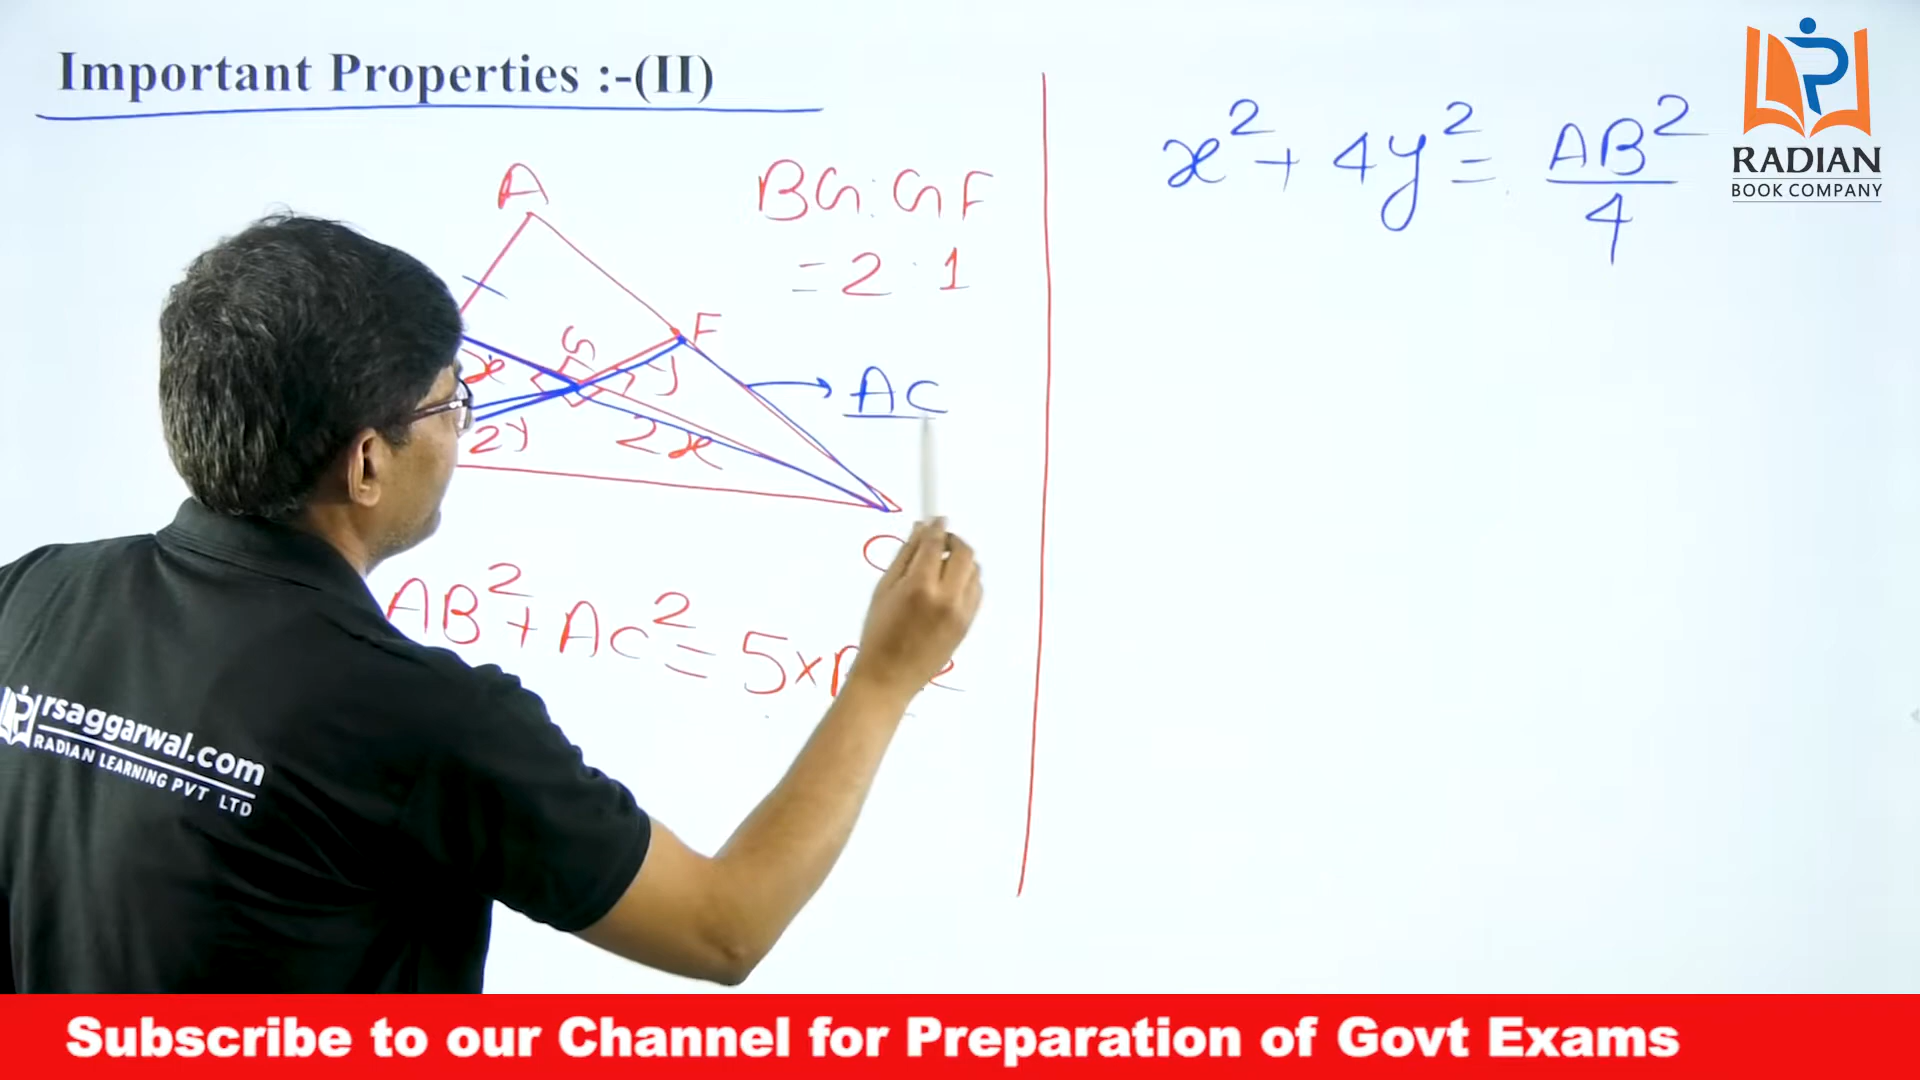 Important Properties :-(II)
A
BG:GF
= 2:1
G
F
x
y
2y
2x
AC
C
AB²+AC²=5×
x²+4y²=AB²/4
RADIAN
BOOK COMPANY
rsaggarwal.com
RADIAN LEARNING PVT LTD
Subscribe to our Channel for Preparation of Govt Exams